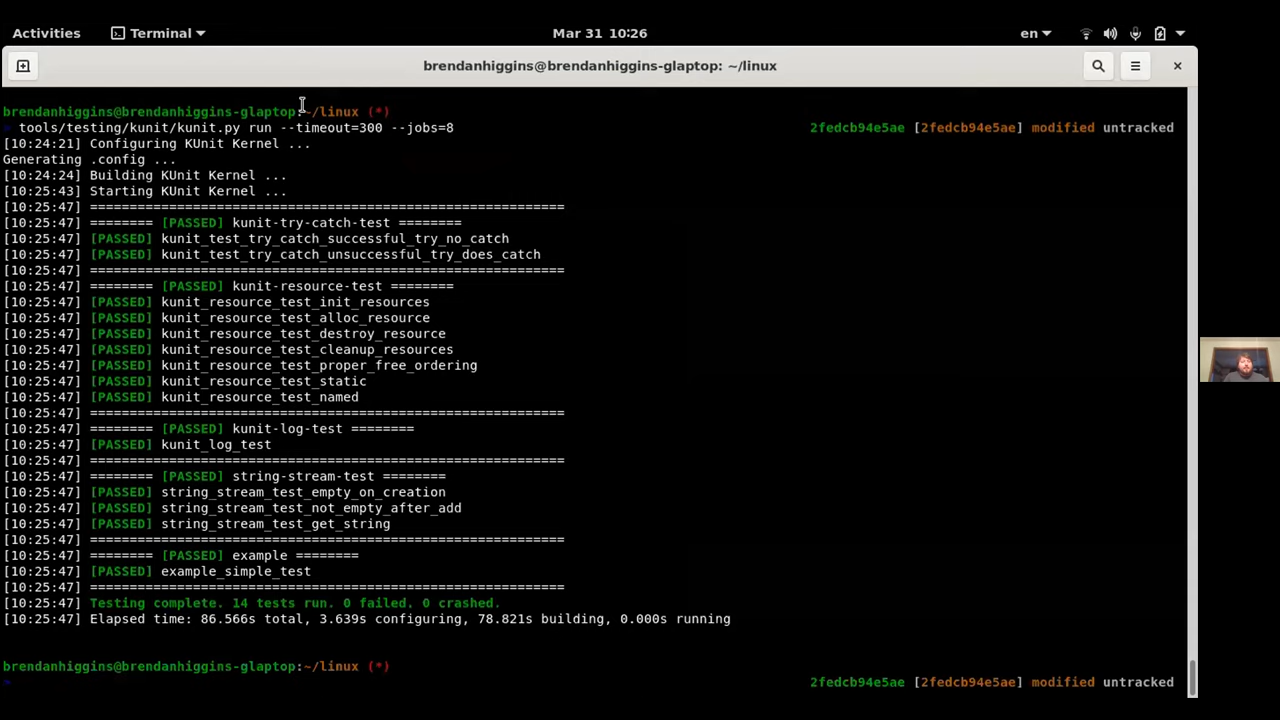 Activities Terminal Mar 31 10:26 en
brendanhiggins@brendanhiggins-glaptop: ~/linux
brendanhiggins@brendanhiggins-glaptop:~/linux (*)
tools/testing/kunit/kunit.py run --timeout=300 --jobs=8 2fedcb94e5ae [2fedcb94e5ae] modified untracked
[10:24:21] Configuring KUnit Kernel ...
Generating .config ...
[10:24:24] Building KUnit Kernel ...
[10:25:43] Starting KUnit Kernel ...
[10:25:47] ============================================================
[10:25:47] ======== [PASSED] kunit-try-catch-test ========
[10:25:47] [PASSED] kunit_test_try_catch_successful_try_no_catch
[10:25:47] [PASSED] kunit_test_try_catch_unsuccessful_try_does_catch
[10:25:47] ============================================================
[10:25:47] ======== [PASSED] kunit-resource-test ========
[10:25:47] [PASSED] kunit_resource_test_init_resources
[10:25:47] [PASSED] kunit_resource_test_alloc_resource
[10:25:47] [PASSED] kunit_resource_test_destroy_resource
[10:25:47] [PASSED] kunit_resource_test_cleanup_resources
[10:25:47] [PASSED] kunit_resource_test_proper_free_ordering
[10:25:47] [PASSED] kunit_resource_test_static
[10:25:47] [PASSED] kunit_resource_test_named
[10:25:47] ============================================================
[10:25:47] ======== [PASSED] kunit-log-test ========
[10:25:47] [PASSED] kunit_log_test
[10:25:47] ============================================================
[10:25:47] ======== [PASSED] string-stream-test ========
[10:25:47] [PASSED] string_stream_test_empty_on_creation
[10:25:47] [PASSED] string_stream_test_not_empty_after_add
[10:25:47] [PASSED] string_stream_test_get_string
[10:25:47] ============================================================
[10:25:47] ======== [PASSED] example ========
[10:25:47] [PASSED] example_simple_test
[10:25:47] ============================================================
[10:25:47] Testing complete. 14 tests run. 0 failed. 0 crashed.
[10:25:47] Elapsed time: 86.566s total, 3.639s configuring, 78.821s building, 0.000s running
brendanhiggins@brendanhiggins-glaptop:~/linux (*)
2fedcb94e5ae [2fedcb94e5ae] modified untracked